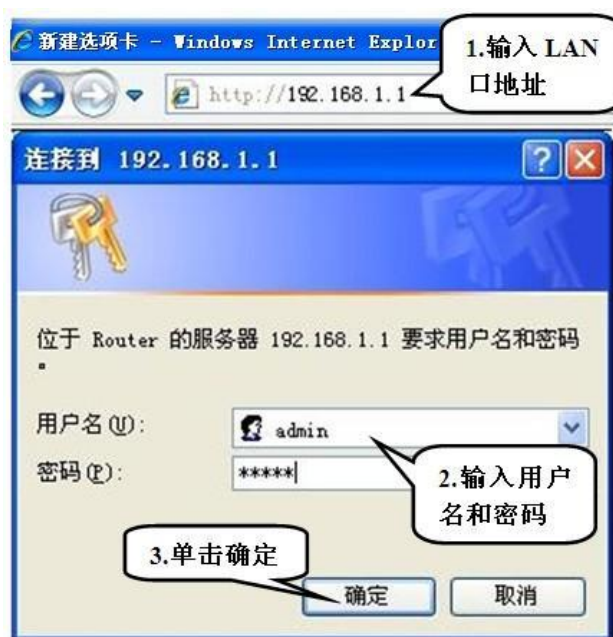 新建选项卡 - Windows Internet Explor
1.输入 LAN
口地址
http://192.168.1.1
连接到 192.168.1.1
位于 Router 的服务器 192.168.1.1 要求用户名和密码
。
用户名(U):
admin
密码(P):
*****
2.输入用户
名和密码
3.单击确定
确定
取消